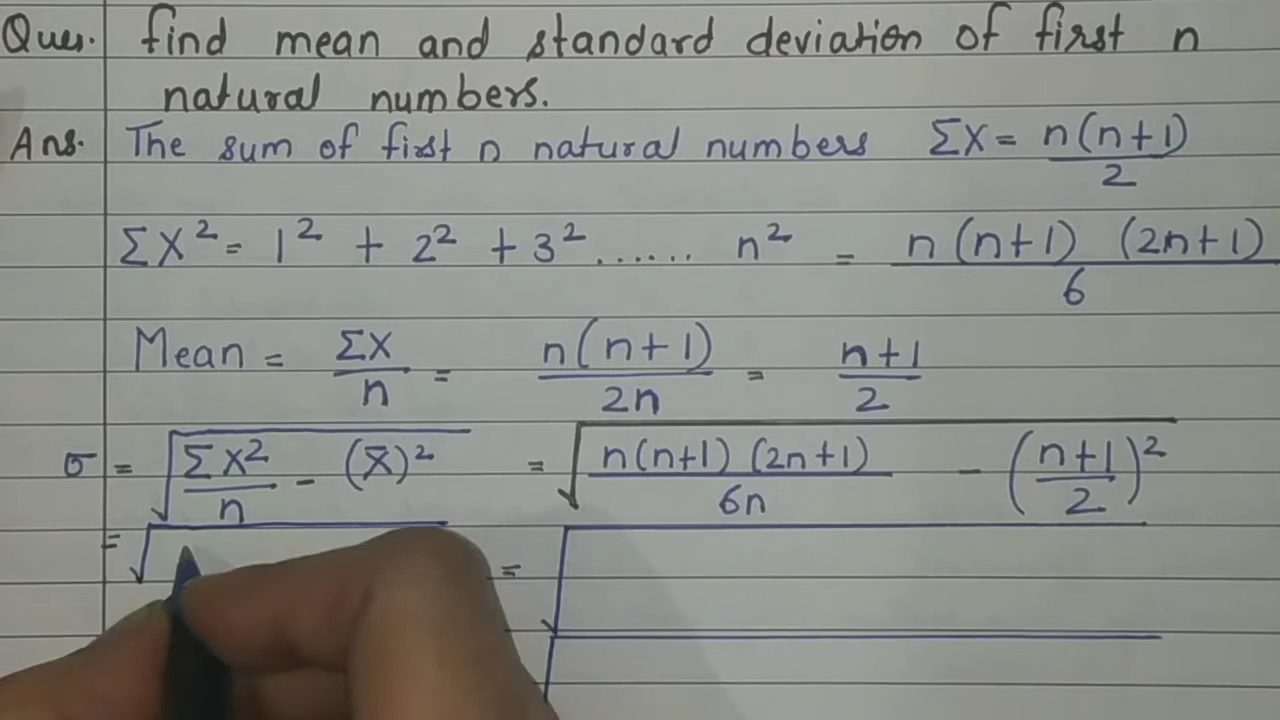 Ques. find mean and standard deviation of first n
natural numbers.
Ans. The sum of first n natural numbers ΣX = n(n+1)/2
ΣX² = 1² + 2² + 3² ...... n² = n(n+1) (2n+1)/6
Mean = ΣX/n = n(n+1)/2n = n+1/2
σ = √(ΣX²/n - (x̄)²) = √(n(n+1) (2n+1)/6n - (n+1/2)²)
= √ = √